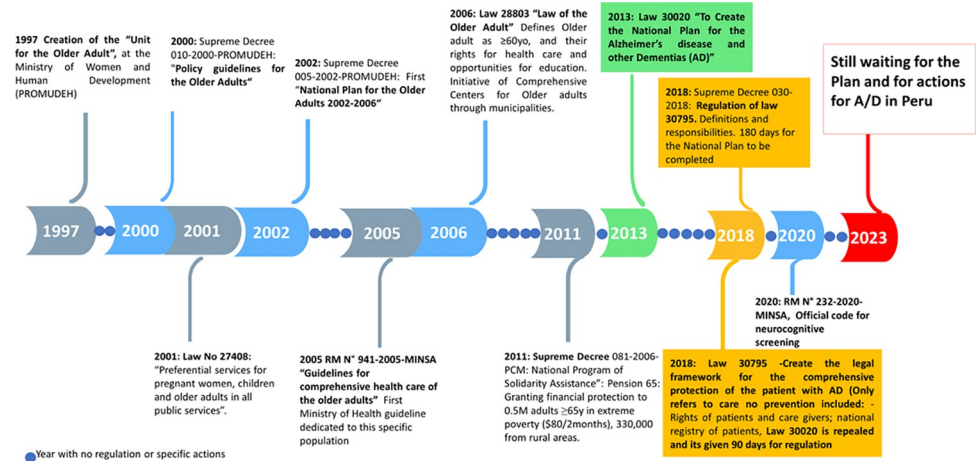 1997 Creation of the “Unit
for the Older Adult”, at the
Ministry of Women and
Human Development
(PROMUDEH)
2000: Supreme Decree
010-2000-PROMUDEH:
"Policy guidelines for
the Older Adults“
2002: Supreme Decree
005-2002-PROMUDEH: First
“National Plan for the Older
Adults 2002-2006“
2006: Law 28803 “Law of the
Older Adult” Defines Older
adult as ≥60yo, and their
rights for health care and
opportunities for education.
Initiative of Comprehensive
Centers for Older adults
through municipalities.
2013: Law 30020 “To Create
the National Plan for the
Alzheimer’s disease and
other Dementias (AD)”
2018: Supreme Decree 030-
2018: Regulation of law
30795. Definitions and
responsibilities. 180 days for
the National Plan to be
completed
Still waiting for the
Plan and for actions
for A/D in Peru
1997
2000
2001
2002
2005
2006
2011
2013
2018
2020
2023
2001: Law No 27408:
“Preferential services for
pregnant women, children
and older adults in all
public services”.
2005 RM N° 941-2005-MINSA
“Guidelines for
comprehensive health care of
the older adults” First
Ministry of Health guideline
dedicated to this specific
population
2011: Supreme Decree 081-2006-
PCM: National Program of
Solidarity Assistance”: Pension 65:
Granting financial protection to
0.5M adults ≥65y in extreme
poverty ($80/2months), 330,000
from rural areas.
2018: Law 30795 -Create the legal
framework for the comprehensive
protection of the patient with AD (Only
refers to care no prevention included: -
Rights of patients and care givers; national
registry of patients, Law 30020 is repealed
and its given 90 days for regulation
2020: RM N° 232-2020-
MINSA, Official code for
neurocognitive
screening
Year with no regulation or specific actions